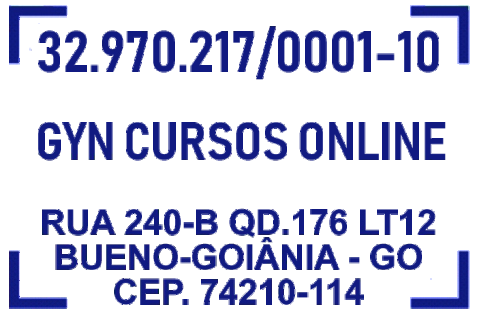 32.970.217/0001-10
GYN CURSOS ONLINE
RUA 240-B QD.176 LT12
BUENO-GOIÂNIA - GO
CEP. 74210-114